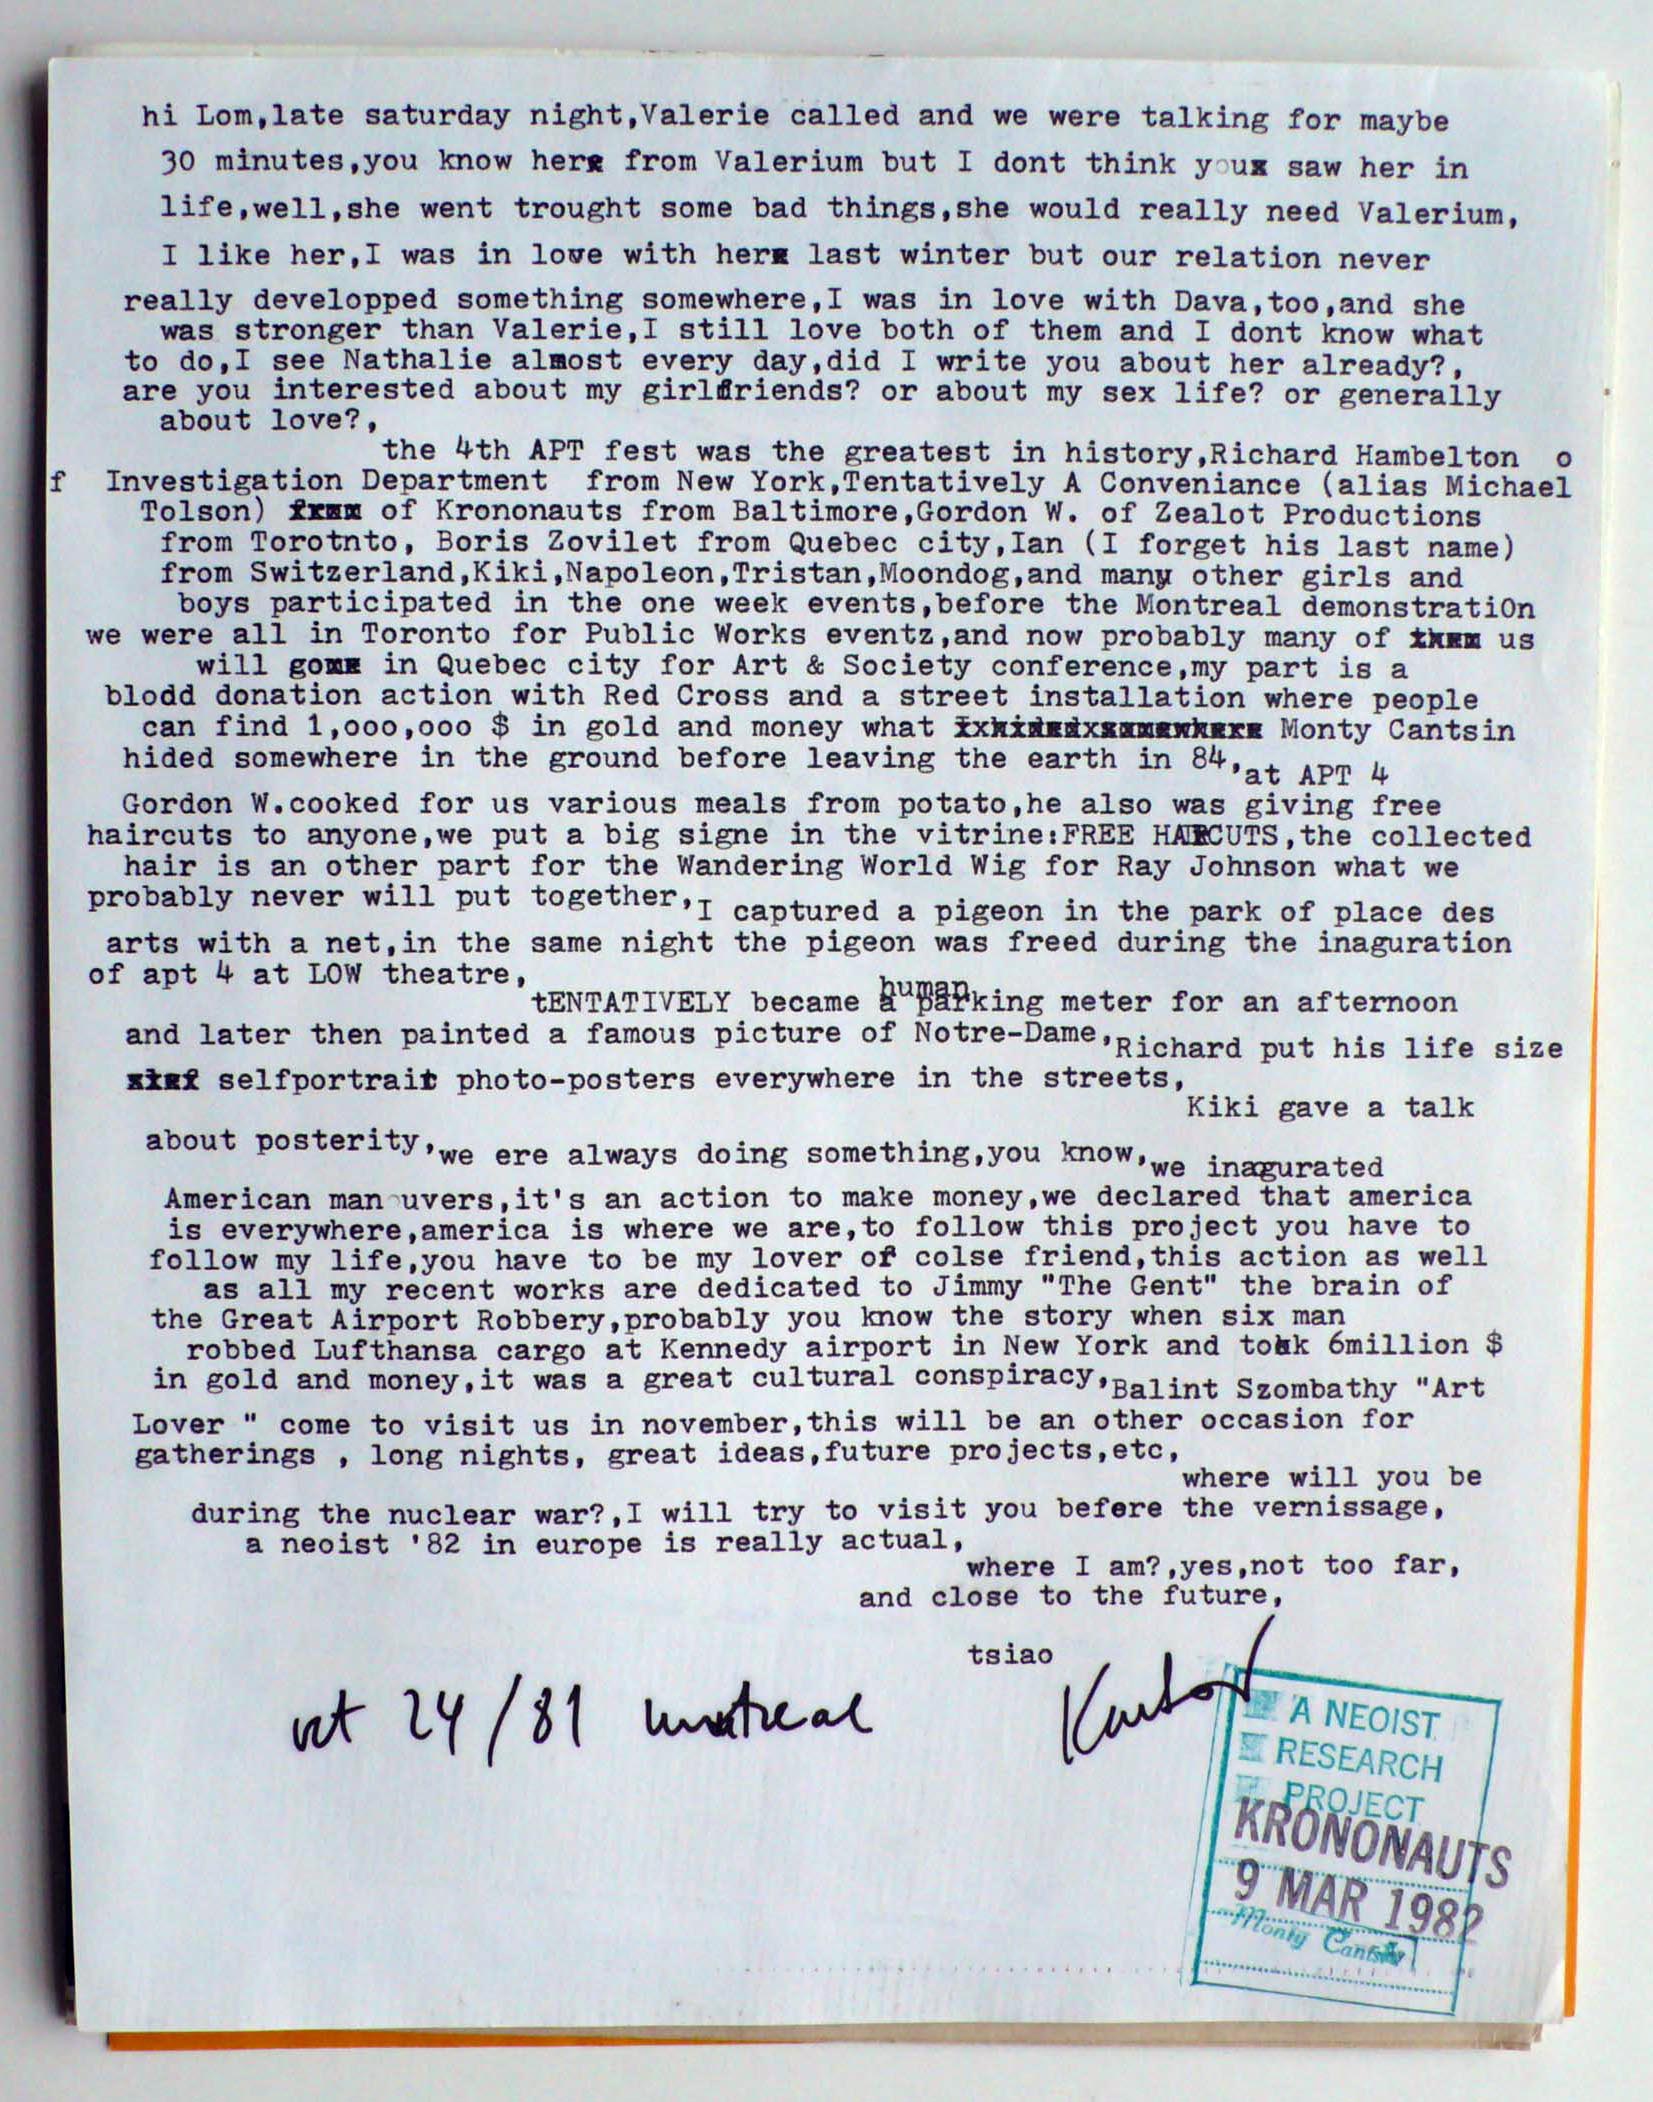 hi Lom,late saturday night,Valerie called and we were talking for maybe
30 minutes,you know her from Valerium but I dont think you saw her in
life,well,she went trought some bad things,she would really need Valerium,
I like her,I was in love with her last winter but our relation never
really developped something somewhere,I was in love with Dava,too,and she
was stronger than Valerie,I still love both of them and I dont know what
to do,I see Nathalie almost every day,did I write you about her already?,
are you interested about my girlfriends? or about my sex life? or generally
about love?,
the 4th APT fest was the greatest in history,Richard Hambelton o
f Investigation Department from New York,Tentatively A Conveniance (alias Michael
Tolson) of Krononauts from Baltimore,Gordon W. of Zealot Productions
from Torotnto, Boris Zovilet from Quebec city,Ian (I forget his last name)
from Switzerland,Kiki,Napoleon,Tristan,Moondog,and many other girls and
boys participated in the one week events,before the Montreal demonstratiOn
we were all in Toronto for Public Works eventz,and now probably many of us
will go in Quebec city for Art & Society conference,my part is a
blodd donation action with Red Cross and a street installation where people
can find 1,ooo,ooo $ in gold and money what Monty Cantsin
hided somewhere in the ground before leaving the earth in 84,at APT 4
Gordon W.cooked for us various meals from potato,he also was giving free
haircuts to anyone,we put a big signe in the vitrine:FREE HAIRCUTS,the collected
hair is an other part for the Wandering World Wig for Ray Johnson what we
probably never will put together,I captured a pigeon in the park of place des
arts with a net,in the same night the pigeon was freed during the inaguration
of apt 4 at LOW theatre,
tENTATIVELY became a human parking meter for an afternoon
and later then painted a famous picture of Notre-Dame,Richard put his life size
selfportrait photo-posters everywhere in the streets,
Kiki gave a talk
about posterity,we ere always doing something,you know,we inagurated
American man uvers,it's an action to make money,we declared that america
is everywhere,america is where we are,to follow this project you have to
follow my life,you have to be my lover or colse friend,this action as well
as all my recent works are dedicated to Jimmy "The Gent" the brain of
the Great Airport Robbery,probably you know the story when six man
robbed Lufthansa cargo at Kennedy airport in New York and took 6million $
in gold and money,it was a great cultural conspiracy,Balint Szombathy "Art
Lover " come to visit us in november,this will be an other occasion for
gatherings , long nights, great ideas,future projects,etc,
where will you be
during the nuclear war?,I will try to visit you before the vernissage,
a neoist '82 in europe is really actual,
where I am?,yes,not too far,
and close to the future,
tsiao
oct 24/81 montreal
Kantor
A NEOIST
RESEARCH
PROJECT
KRONONAUTS
9 MAR 1982
Monty Cantsin